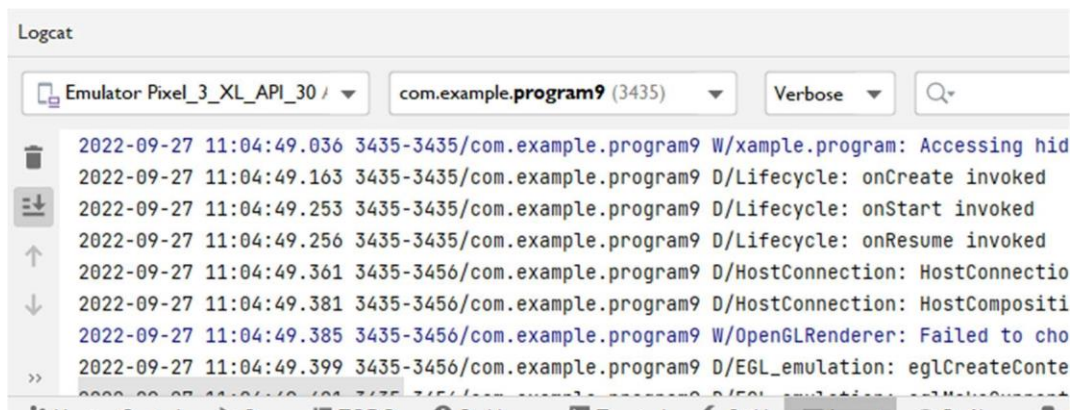 Logcat
Emulator Pixel_3_XL_API_30 com.example.program9 (3435) Verbose
2022-09-27 11:04:49.036 3435-3435/com.example.program9 W/xample.program: Accessing hid
2022-09-27 11:04:49.163 3435-3435/com.example.program9 D/Lifecycle: onCreate invoked
2022-09-27 11:04:49.253 3435-3435/com.example.program9 D/Lifecycle: onStart invoked
2022-09-27 11:04:49.256 3435-3435/com.example.program9 D/Lifecycle: onResume invoked
2022-09-27 11:04:49.361 3435-3456/com.example.program9 D/HostConnection: HostConnectio
2022-09-27 11:04:49.381 3435-3456/com.example.program9 D/HostConnection: HostCompositi
2022-09-27 11:04:49.385 3435-3456/com.example.program9 W/OpenGLRenderer: Failed to cho
2022-09-27 11:04:49.399 3435-3456/com.example.program9 D/EGL_emulation: eglCreateConte